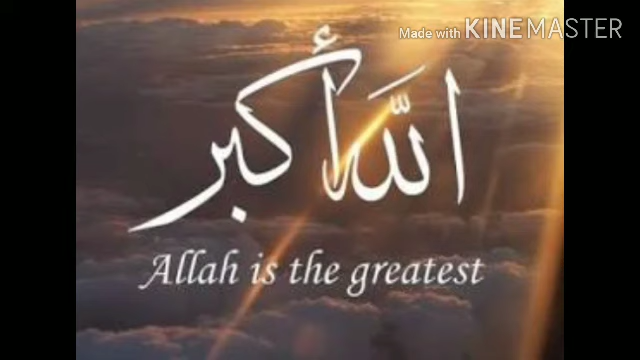 Made with KINEMASTER
الله أكبر
Allah is the greatest